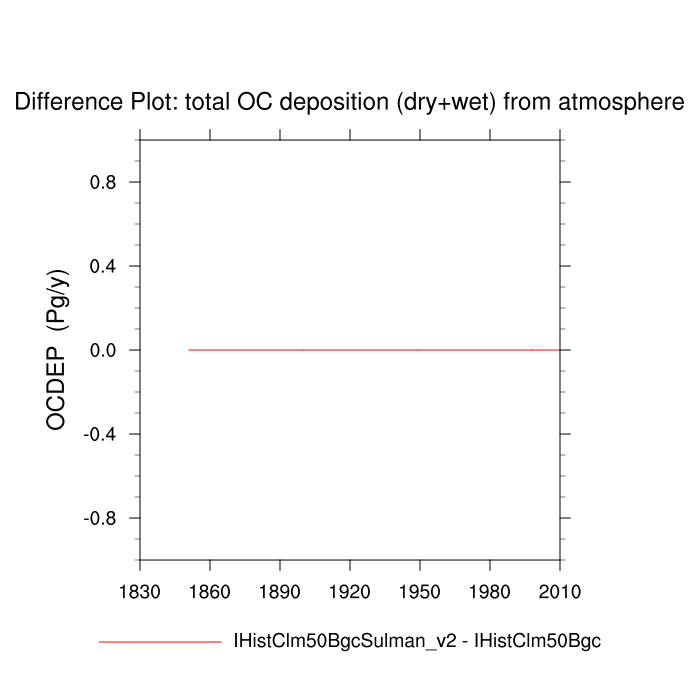 Difference Plot: total OC deposition (dry+wet) from atmosphere
OCDEP (Pg/y)
0.8
0.4
0.0
-0.4
-0.8
1830 1860 1890 1920 1950 1980 2010
IHistClm50BgcSulman_v2 - IHistClm50Bgc